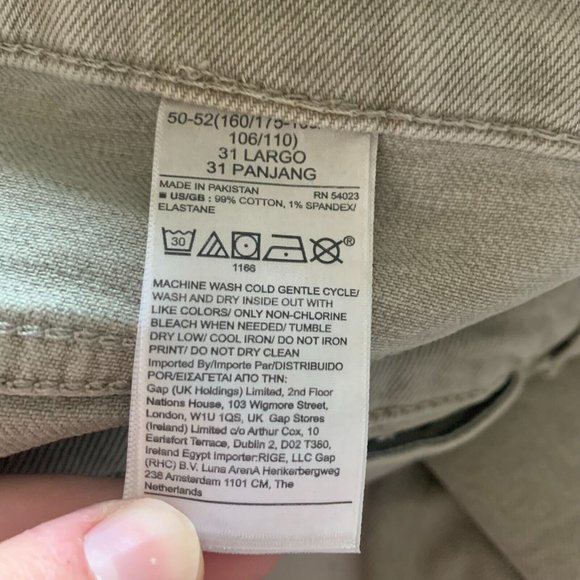 50-52(160/175-
106/110)
31 LARGO
31 PANJANG
MADE IN PAKISTAN RN 54023
■ US/GB : 99% COTTON, 1% SPANDEX/
ELASTANE
30 ®
1166
MACHINE WASH COLD GENTLE CYCLE/
WASH AND DRY INSIDE OUT WITH
LIKE COLORS/ ONLY NON-CHLORINE
BLEACH WHEN NEEDED/ TUMBLE
DRY LOW/ COOL IRON/ DO NOT IRON
PRINT/ DO NOT DRY CLEAN
Imported by/Importe Par/DISTRIBUIDO
POR/ΕΙΣΑΓΕΤΑΙ ΑΠΟ ΤΗΝ:
Gap (UK Holdings) Limited, 2nd Floor
Nations House, 103 Wigmore Street,
London, W1U 1QS, UK Gap Stores
(Ireland) Limited c/o Arthur Cox, 10
Earlsfort Terrace, Dublin 2, D02 T380,
Ireland Egypt Importer:RIGE, LLC Gap
(RHC) B.V. Luna ArenA Herikerbergweg
238 Amsterdam 1101 CM, The
Netherlands